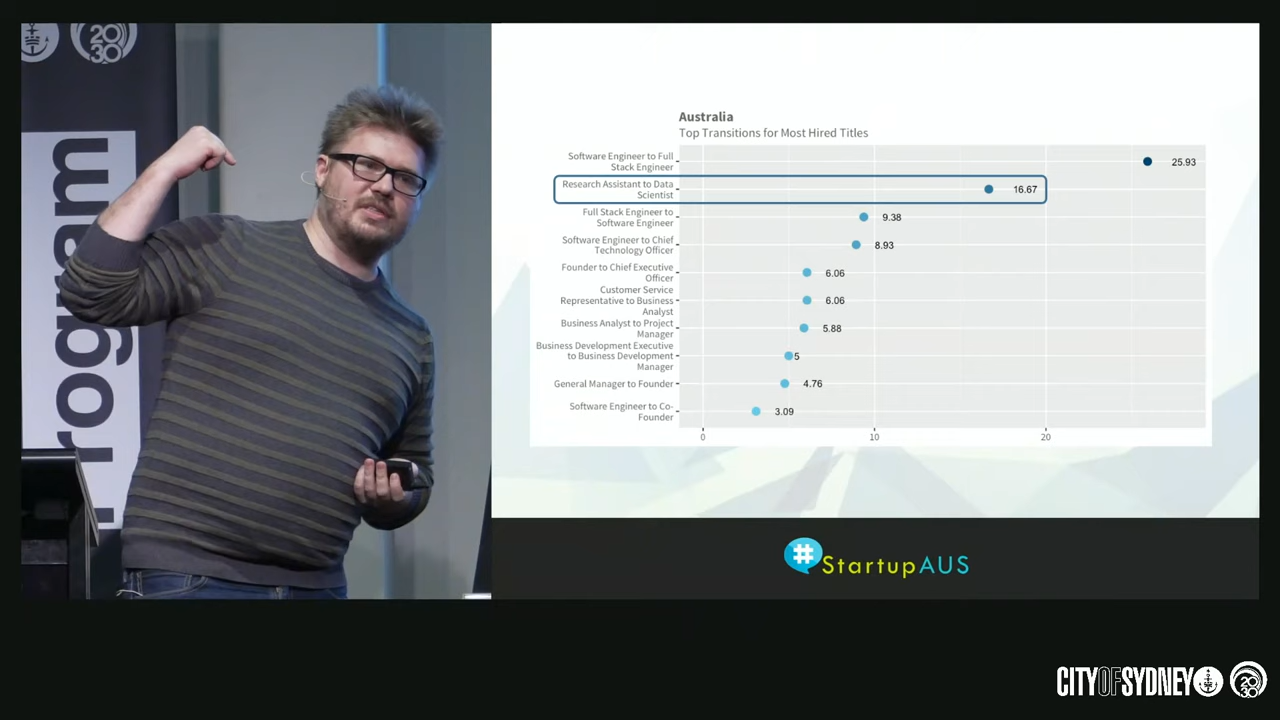 2030
Program
Australia
Top Transitions for Most Hired Titles
Software Engineer to Full
Stack Engineer
25.93
Research Assistant to Data
Scientist
16.67
Full Stack Engineer to
Software Engineer
9.38
Software Engineer to Chief
Technology Officer
8.93
Founder to Chief Executive
Officer
6.06
Customer Service
Representative to Business
Analyst
6.06
Business Analyst to Project
Manager
5.88
Business Development Executive
to Business Development
Manager
5
General Manager to Founder
4.76
Software Engineer to Co-
Founder
3.09
0 10 20
#StartupAUS
CITYOFSYDNEY 2030